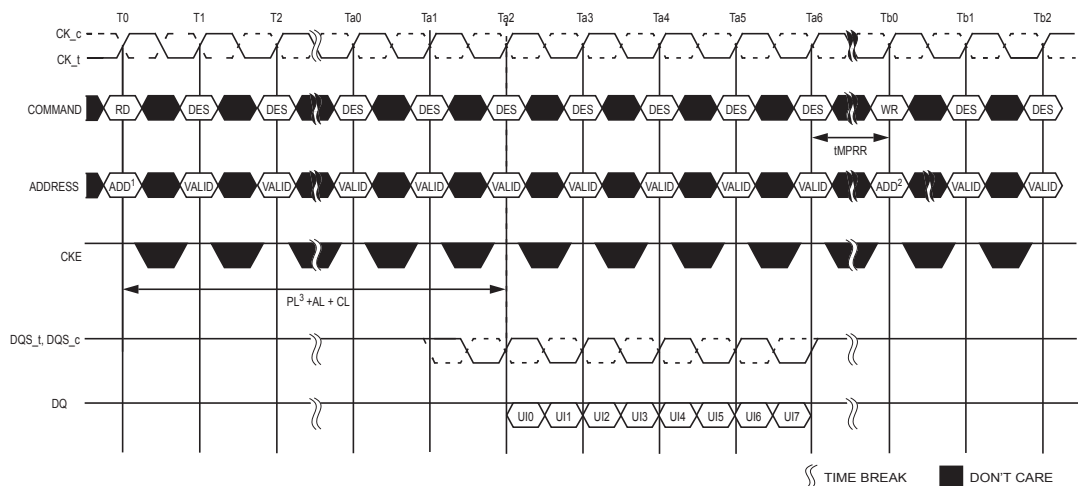 T0 T1 T2 Ta0 Ta1 Ta2 Ta3 Ta4 Ta5 Ta6 Tb0 Tb1 Tb2
CK_c
CK_t
COMMAND RD DES DES DES DES DES DES DES DES DES WR DES DES
tMPRR
ADDRESS ADD1 VALID VALID VALID VALID VALID VALID VALID VALID VALID ADD2 VALID VALID
CKE
PL3 +AL + CL
DQS_t, DQS_c
DQ UI0 UI1 UI2 UI3 UI4 UI5 UI6 UI7
TIME BREAK DON'T CARE